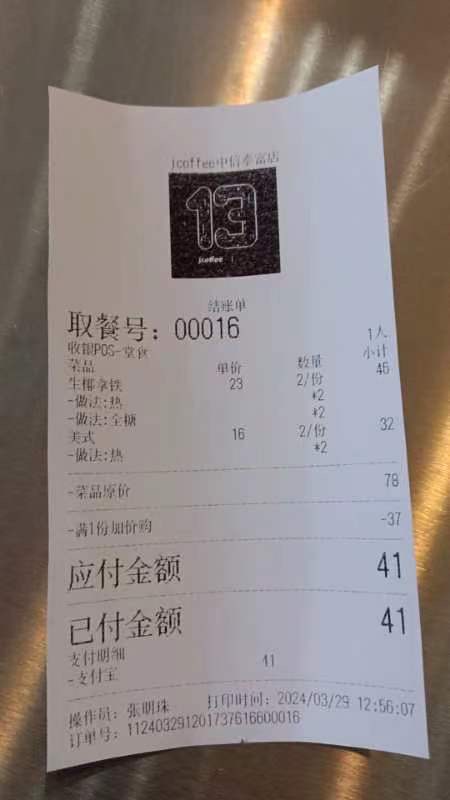 jcoffee中信泰富店
13
jcoffee
结账单
取餐号：00016
1人
收银POS-堂食
菜品 单价 数量 小计
生椰拿铁 23 2/份 46
-做法:热 *2
-做法:全糖 *2
美式 16 2/份 32
-做法:热 *2
-菜品原价 78
-满1份加价购 -37
应付金额 41
已付金额 41
支付明细
-支付宝 41
操作员：张明珠 打印时间：2024/03/29 12:56:07
订单号：112403291201737616600016